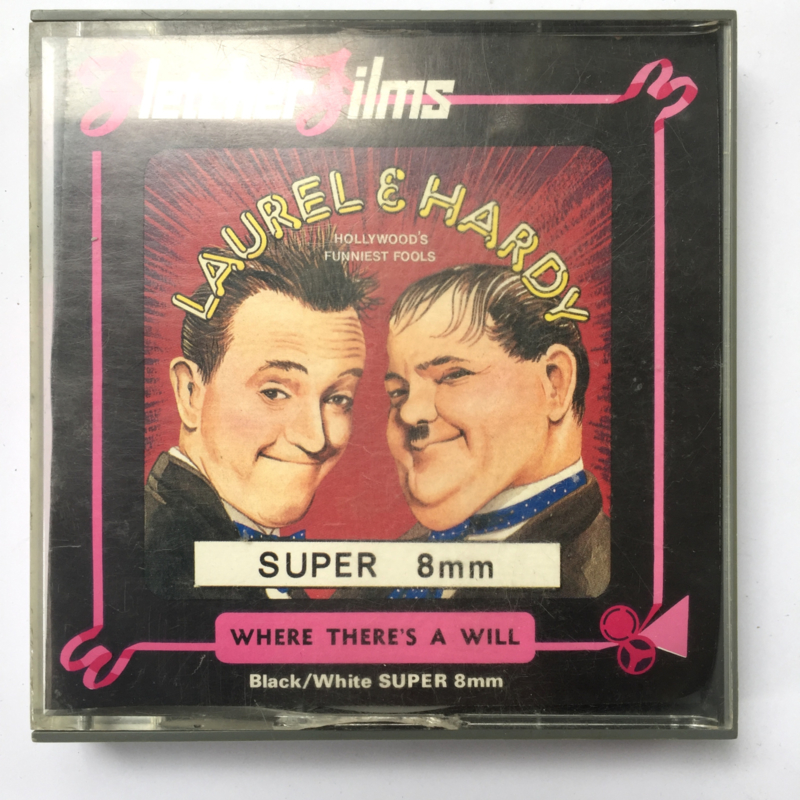 Fletcher Films
LAUREL & HARDY
HOLLYWOOD'S
FUNNIEST FOOLS
SUPER 8mm
WHERE THERE'S A WILL
Black/White SUPER 8mm